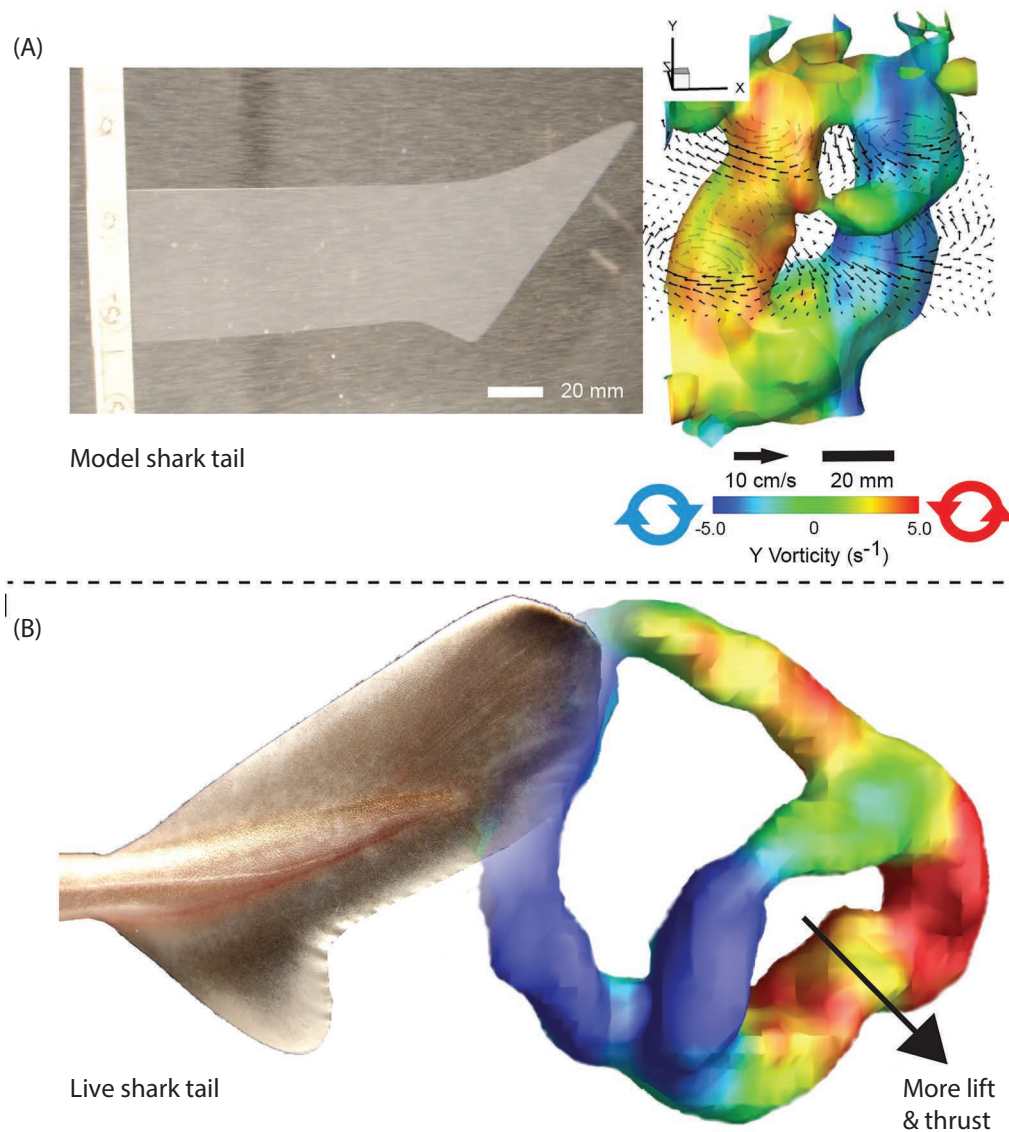 (A)
Y
X
20 mm
Model shark tail
10 cm/s
20 mm
-5.0
0
5.0
Y Vorticity (s-1)
(B)
Live shark tail
More lift
& thrust